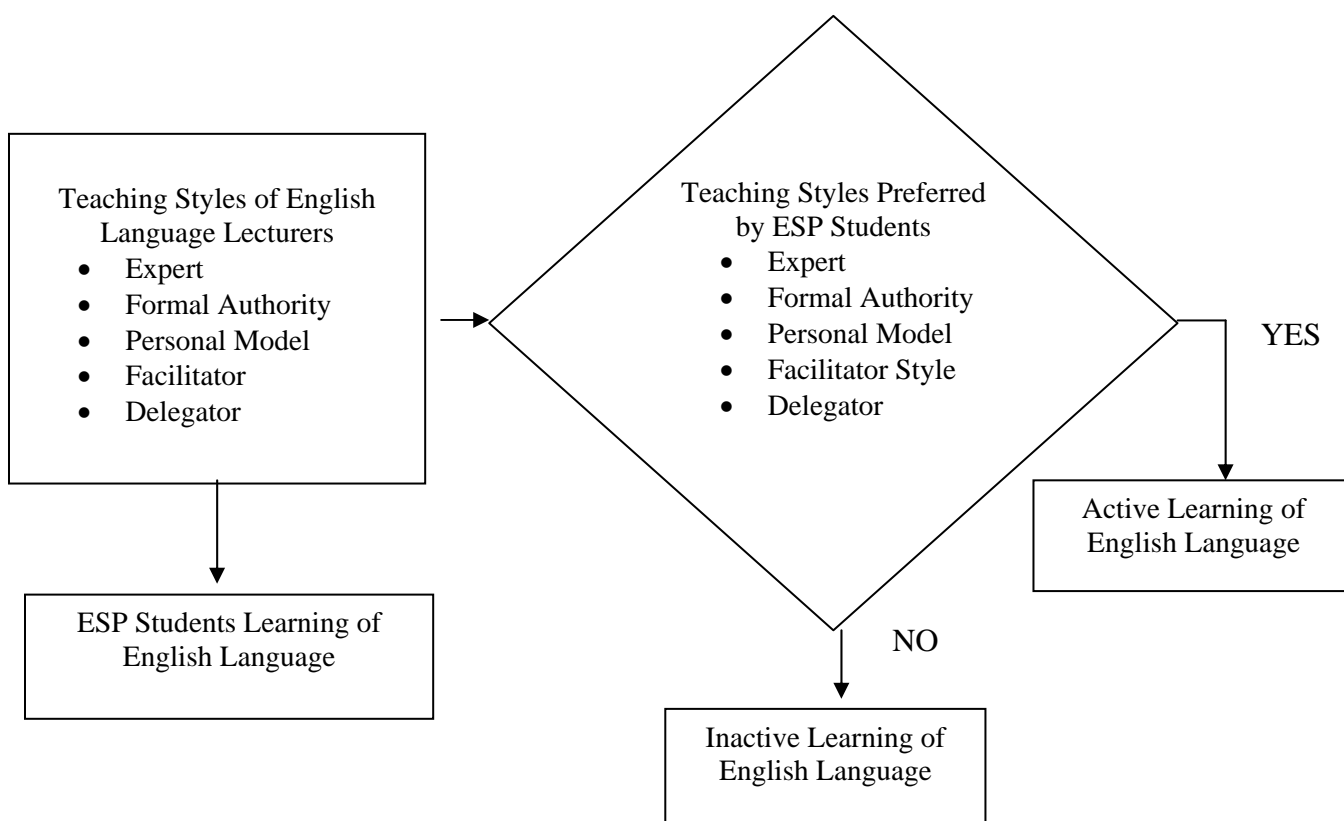 Teaching Styles of English
Language Lecturers
• Expert
• Formal Authority
• Personal Model
• Facilitator
• Delegator
Teaching Styles Preferred
by ESP Students
• Expert
• Formal Authority
• Personal Model
• Facilitator Style
• Delegator
YES
Active Learning of
English Language
ESP Students Learning of
English Language
NO
Inactive Learning of
English Language